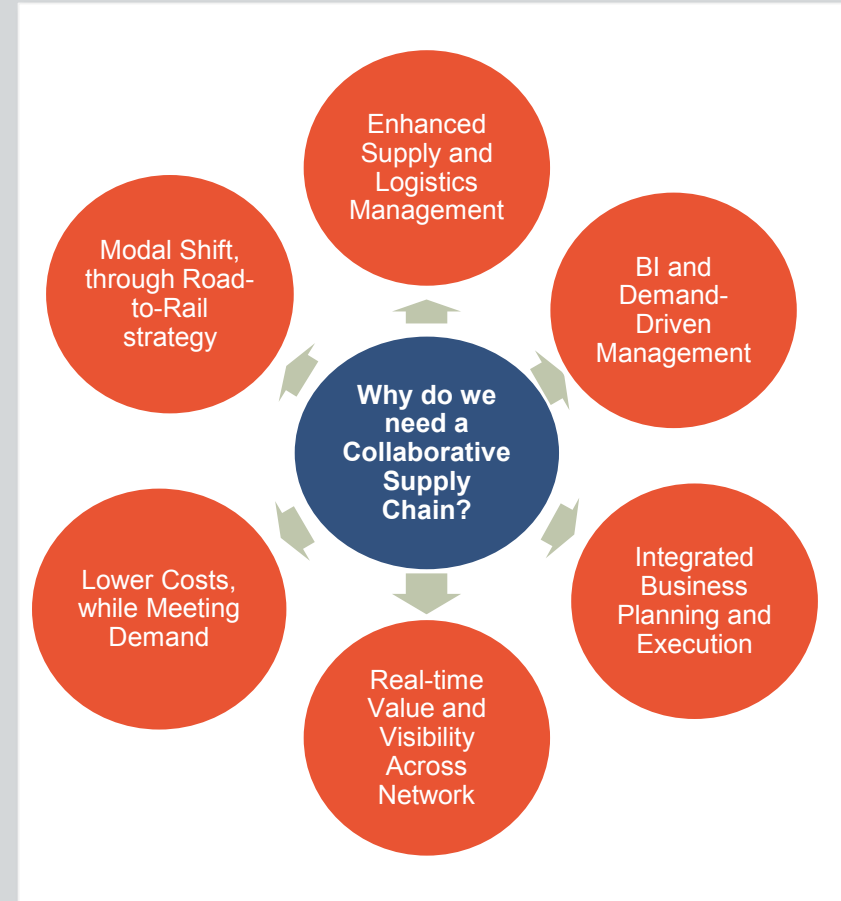 Enhanced
Supply and
Logistics
Management
BI and
Demand-
Driven
Management
Integrated
Business
Planning and
Execution
Real-time
Value and
Visibility
Across
Network
Lower Costs,
while Meeting
Demand
Modal Shift,
through Road-
to-Rail
strategy
Why do we
need a
Collaborative
Supply
Chain?